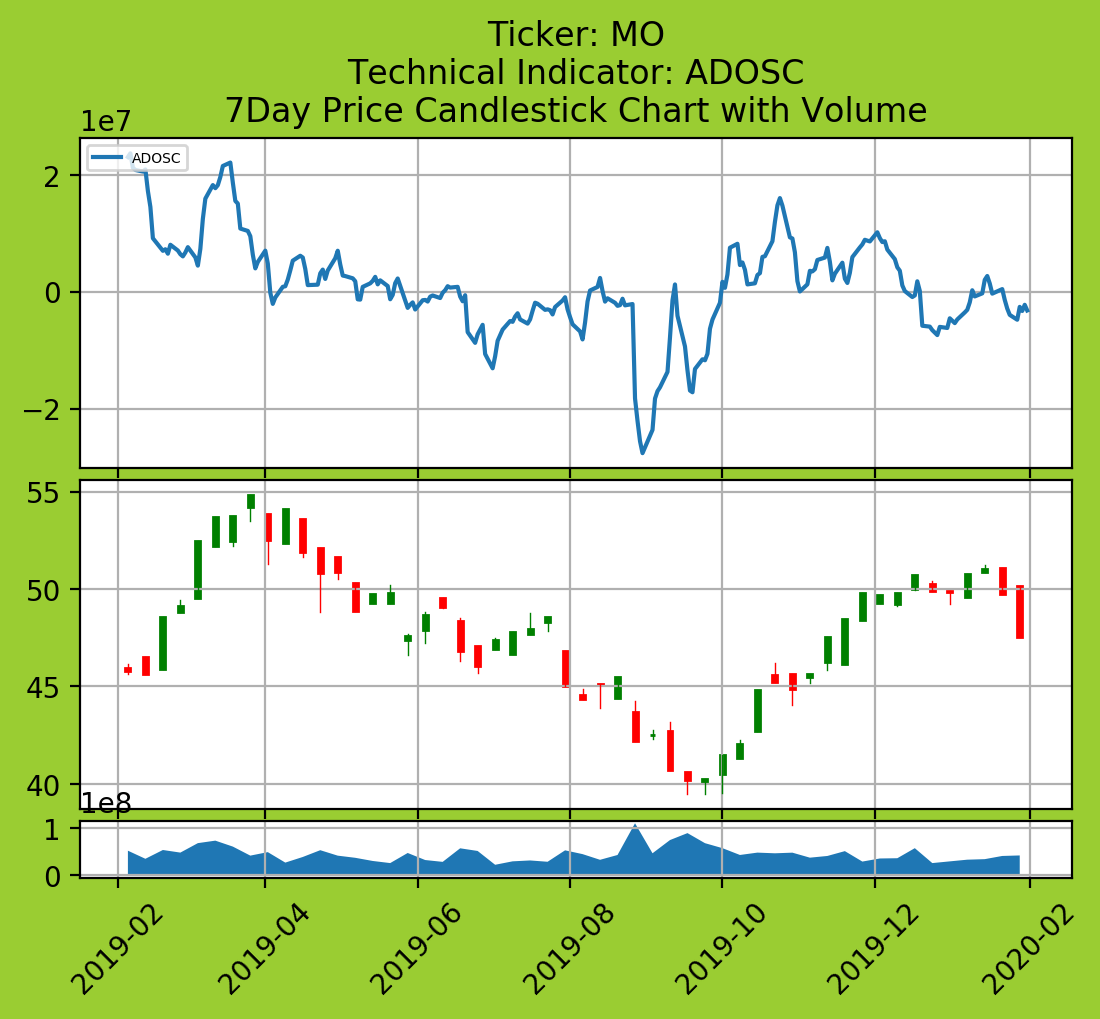 Ticker: MO
Technical Indicator: ADOSC
7Day Price Candlestick Chart with Volume
1e7
ADOSC
2
0
−2
55
50
45
40
1e8
1
0
2019-02
2019-04
2019-06
2019-08
2019-10
2019-12
2020-02